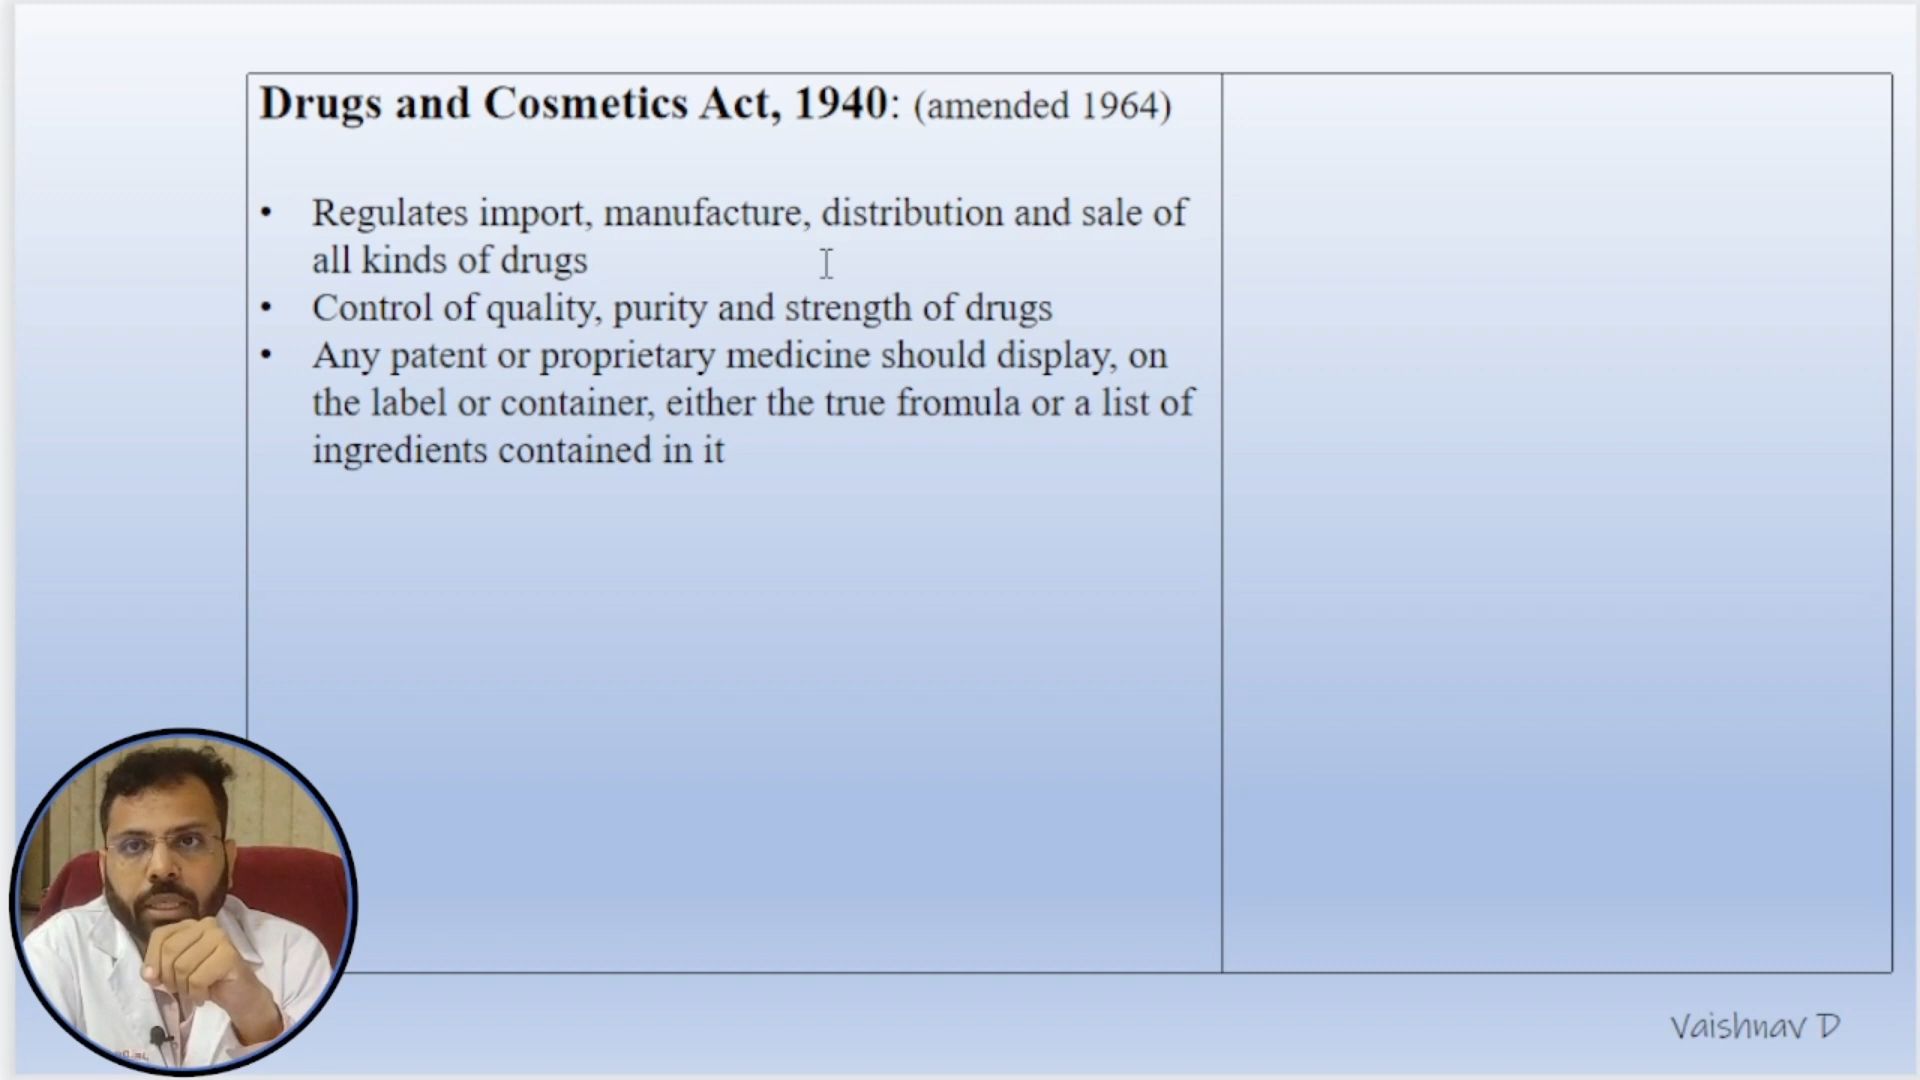 Drugs and Cosmetics Act, 1940: (amended 1964)
• Regulates import, manufacture, distribution and sale of
all kinds of drugs
• Control of quality, purity and strength of drugs
• Any patent or proprietary medicine should display, on
the label or container, either the true fromula or a list of
ingredients contained in it
Vaishnav D